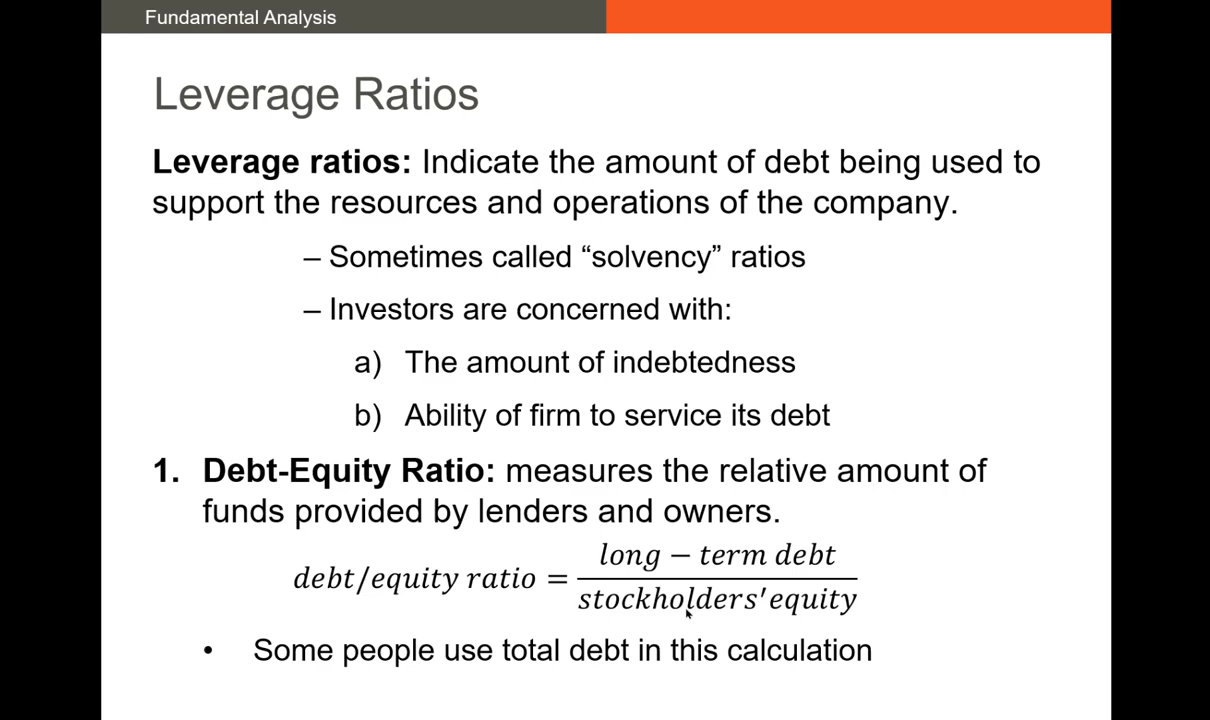 Fundamental Analysis
Leverage Ratios
Leverage ratios: Indicate the amount of debt being used to
support the resources and operations of the company.
– Sometimes called “solvency” ratios
– Investors are concerned with:
a) The amount of indebtedness
b) Ability of firm to service its debt
1. Debt-Equity Ratio: measures the relative amount of
funds provided by lenders and owners.
long − term debt
debt/equity ratio =
stockholders'equity
• Some people use total debt in this calculation